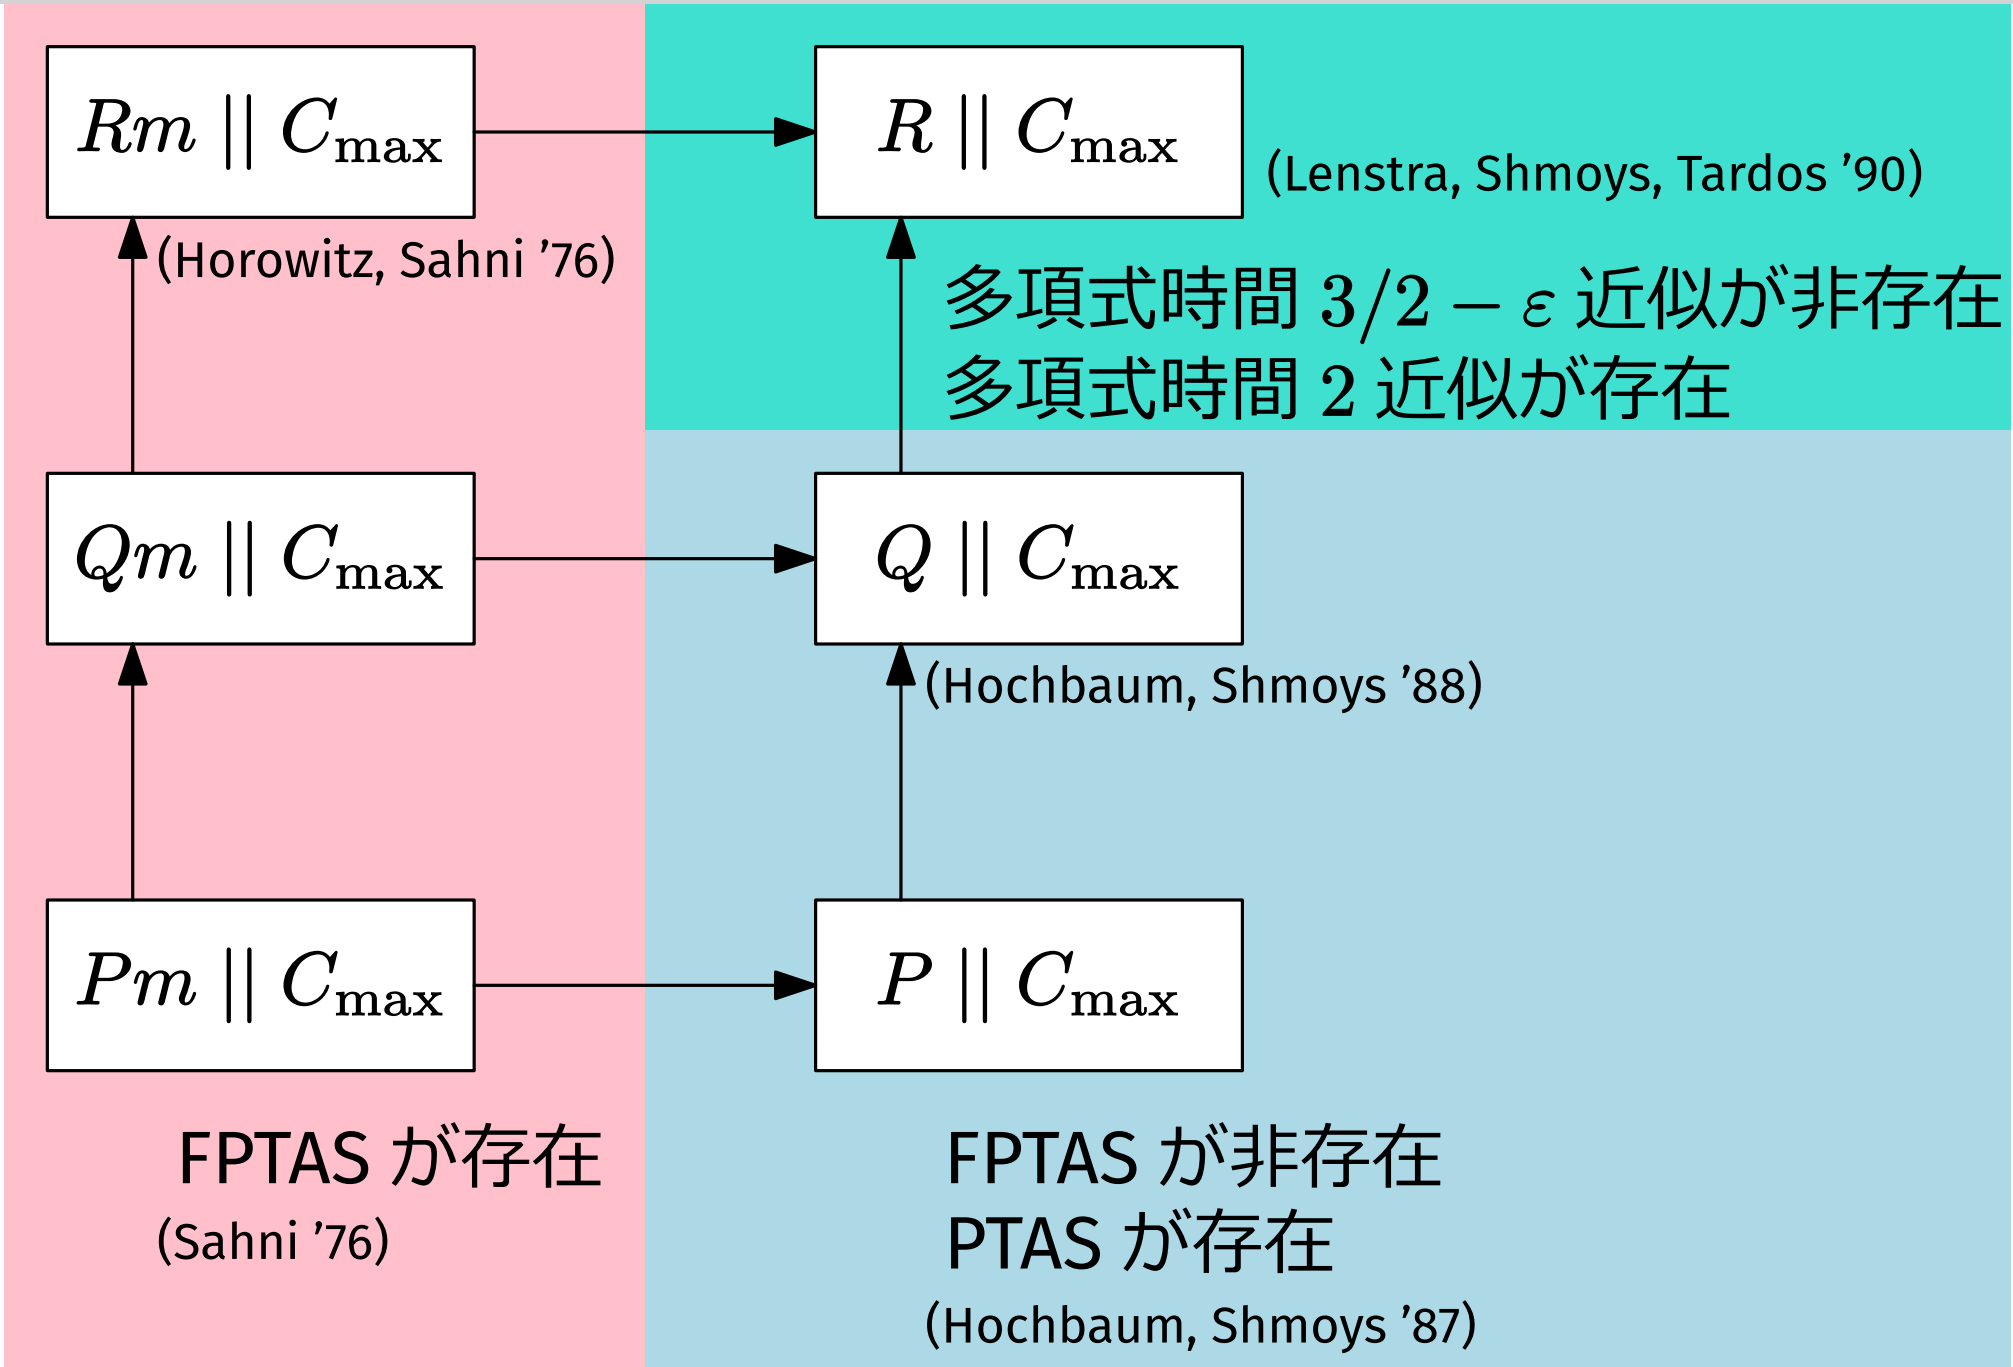 Rm || Cmax
R || Cmax
(Lenstra, Shmoys, Tardos ’90)
(Horowitz, Sahni ’76)
多項式時間 3/2 − ε 近似が非存在
多項式時間 2 近似が存在
Qm || Cmax
Q || Cmax
(Hochbaum, Shmoys ’88)
Pm || Cmax
P || Cmax
FPTAS が存在
(Sahni ’76)
FPTAS が非存在
PTAS が存在
(Hochbaum, Shmoys ’87)